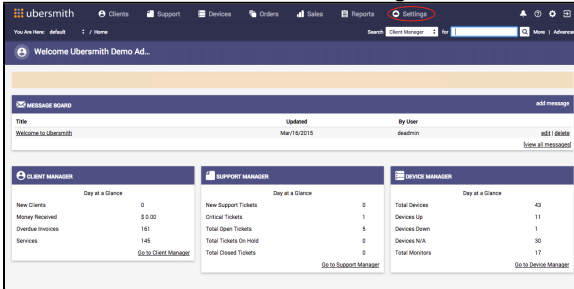 ubersmith Clients Support Devices Orders Sales Reports Settings
You Are Here: default / Home Search Client Manager for More | Advance
Welcome Ubersmith Demo Ad...
MESSAGE BOARD add message
Title Updated By User
Welcome to Ubersmith Mar/16/2015 deadmin edit | delete
[view all messages]
CLIENT MANAGER
Day at a Glance
New Clients 0
Money Received $ 0.00
Overdue Invoices 161
Services 145
Go to Client Manager
SUPPORT MANAGER
Day at a Glance
New Support Tickets 0
Critical Tickets 1
Total Open Tickets 5
Total Tickets On Hold 0
Total Closed Tickets 0
Go to Support Manager
DEVICE MANAGER
Day at a Glance
Total Devices 43
Devices Up 11
Devices Down 1
Devices N/A 30
Total Monitors 17
Go to Device Manager